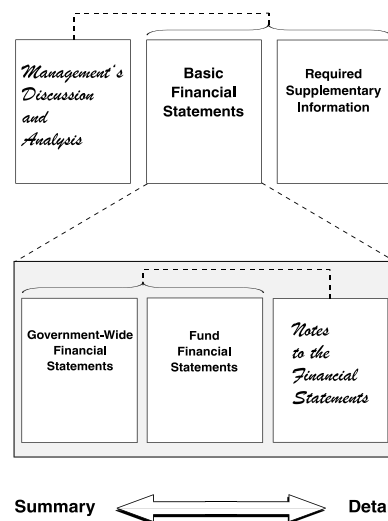 Management's
Discussion
and
Analysis
Basic
Financial
Statements
Required
Supplementary
Information
Government-Wide
Financial
Statements
Fund
Financial
Statements
Notes
to the
Financial
Statements
Summary
Deta